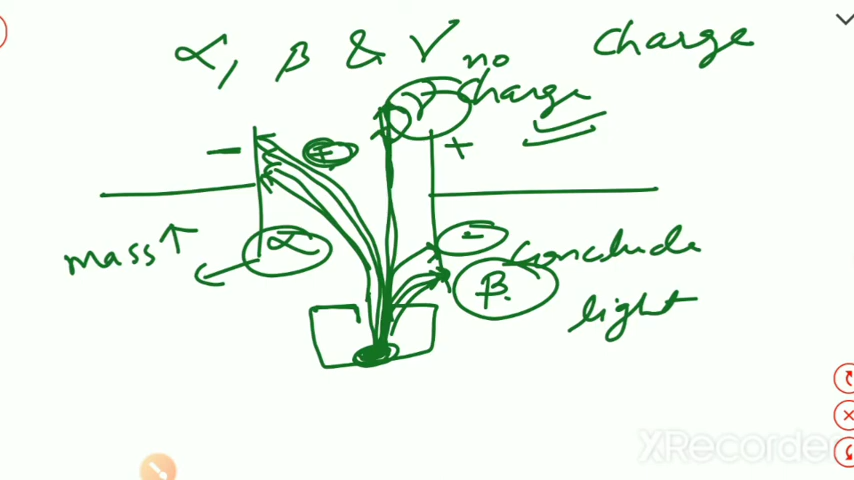 α, β & γ charge
no
charge
γ
− + +
mass↑ α − conclude
β light
XRecorder